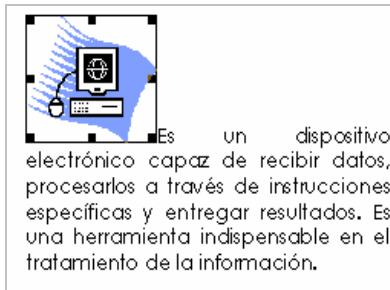 Es un dispositivo
electrónico capaz de recibir datos,
procesarlos a través de instrucciones
específicas y entregar resultados. Es
una herramienta indispensable en el
tratamiento de la información.